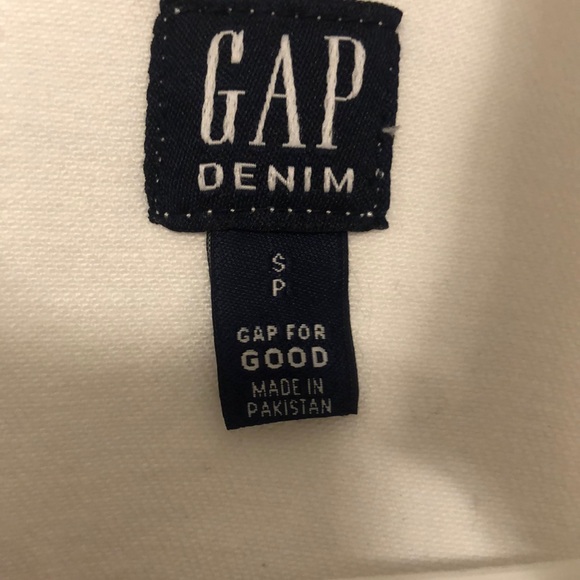 GAP
DENIM
S
P
GAP FOR
GOOD
MADE IN
PAKISTAN